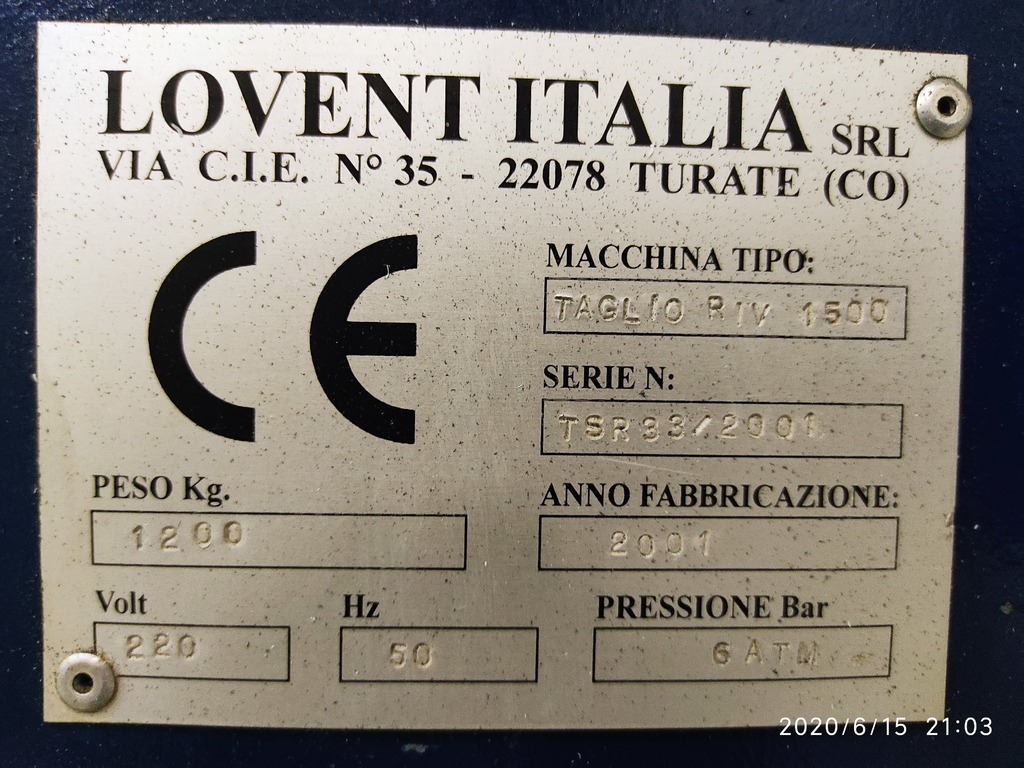 LOVENT ITALIA SRL
VIA C.I.E. N° 35 - 22078 TURATE (CO)
CE
MACCHINA TIPO:
TAGLIO RIV 1500
SERIE N:
TSR33/2001
PESO Kg.
1200
ANNO FABBRICAZIONE:
2001
Volt
220
Hz
50
PRESSIONE Bar
6 ATM
2020/6/15 21:03